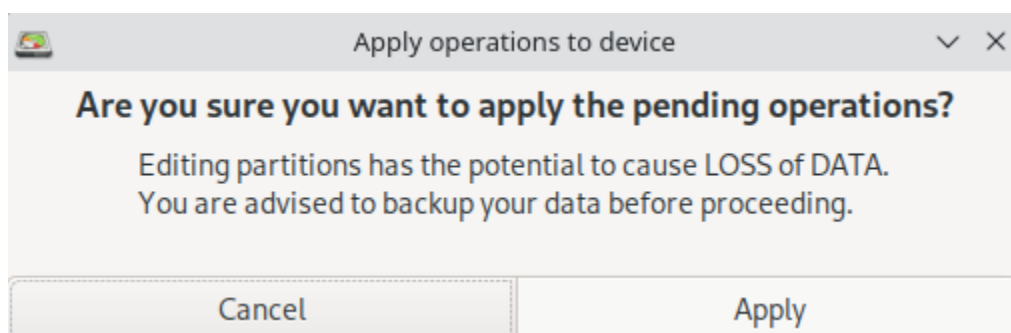 Apply operations to device
Are you sure you want to apply the pending operations?
Editing partitions has the potential to cause LOSS of DATA.
You are advised to backup your data before proceeding.
Cancel
Apply